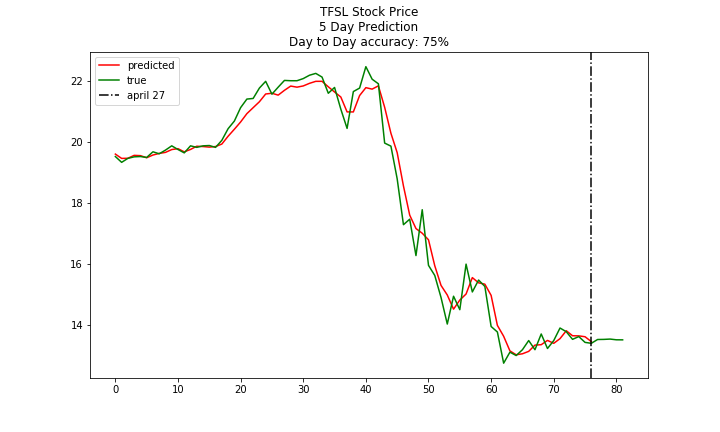 TFSL Stock Price
5 Day Prediction
Day to Day accuracy: 75%
predicted
true
april 27
22
20
18
16
14
0 10 20 30 40 50 60 70 80